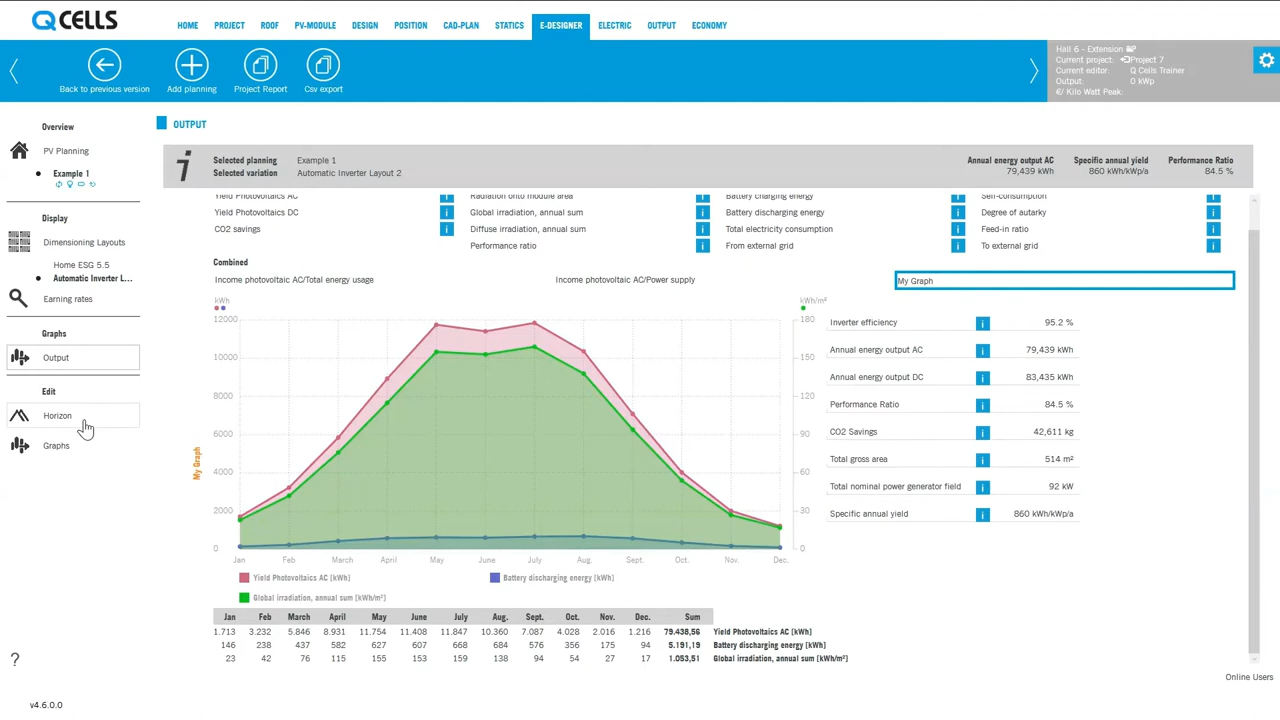 QCELLS
HOME PROJECT ROOF PV-MODULE DESIGN POSITION CAD-PLAN STATICS E-DESIGNER ELECTRIC OUTPUT ECONOMY
Back to previous version Add planning Project Report Csv export
Hall 6 - Extension
Current project: Project 7
Current editor: Q Cells Trainer
Output: 0 kWp
€/ Kilo Watt Peak:
Overview
PV Planning
Example 1
Display
Dimensioning Layouts
Home ESG 5.5
Automatic Inverter L...
Earning rates
Graphs
Output
Edit
Horizon
Graphs
?
v4.6.0.0
OUTPUT
Selected planning Example 1
Selected variation Automatic Inverter Layout 2
Annual energy output AC Specific annual yield Performance Ratio
79,439 kWh 860 kWh/kWp/a 84.5 %
Yield Photovoltaics AC Radiation onto module area Battery charging energy Self-consumption
Yield Photovoltaics DC Global irradiation, annual sum Battery discharging energy Degree of autarky
CO2 savings Diffuse irradiation, annual sum Total electricity consumption Feed-in ratio
Performance ratio From external grid To external grid
Combined
Income photovoltaic AC/Total energy usage Income photovoltaic AC/Power supply My Graph
kWh kWh/m²
12000 180
10000 150
8000 120
6000 90
4000 60
2000 30
0 0
My Graph
Jan Feb March April May June July Aug. Sept. Oct. Nov. Dec.
Yield Photovoltaics AC [kWh] Battery discharging energy [kWh]
Global irradiation, annual sum [kWh/m²]
Inverter efficiency 95.2 %
Annual energy output AC 79,439 kWh
Annual energy output DC 83,435 kWh
Performance Ratio 84.5 %
CO2 Savings 42,611 kg
Total gross area 514 m²
Total nominal power generator field 92 kW
Specific annual yield 860 kWh/kWp/a
Jan Feb March April May June July Aug. Sept. Oct. Nov. Dec. Sum
1.713 3.232 5.846 8.931 11.754 11.408 11.847 10.360 7.087 4.028 2.016 1.216 79.438,56 Yield Photovoltaics AC [kWh]
146 238 437 582 627 607 668 684 576 356 175 94 5.191,19 Battery discharging energy [kWh]
23 42 76 115 155 153 159 138 94 54 27 17 1.053,51 Global irradiation, annual sum [kWh/m²]
Online Users